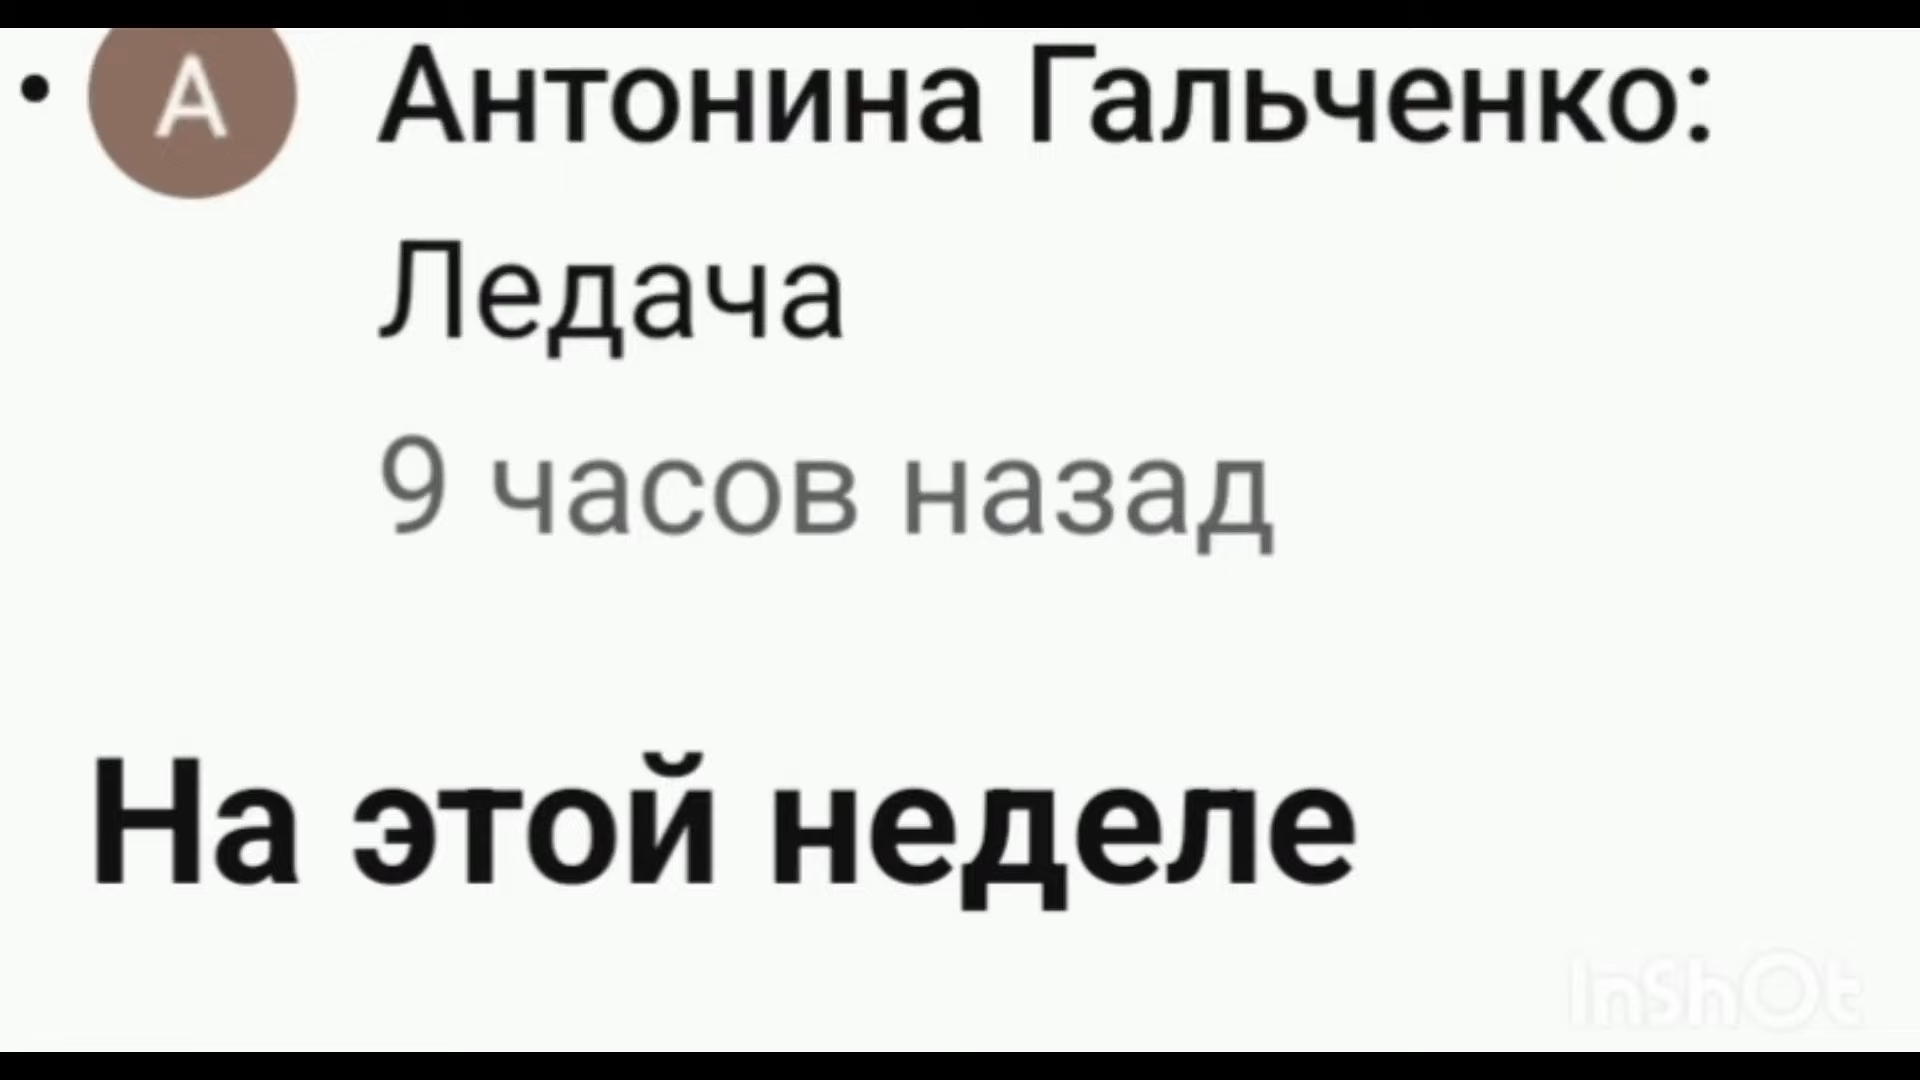 А
Антонина Гальченко:
Ледача
9 часов назад
На этой неделе
InShOt